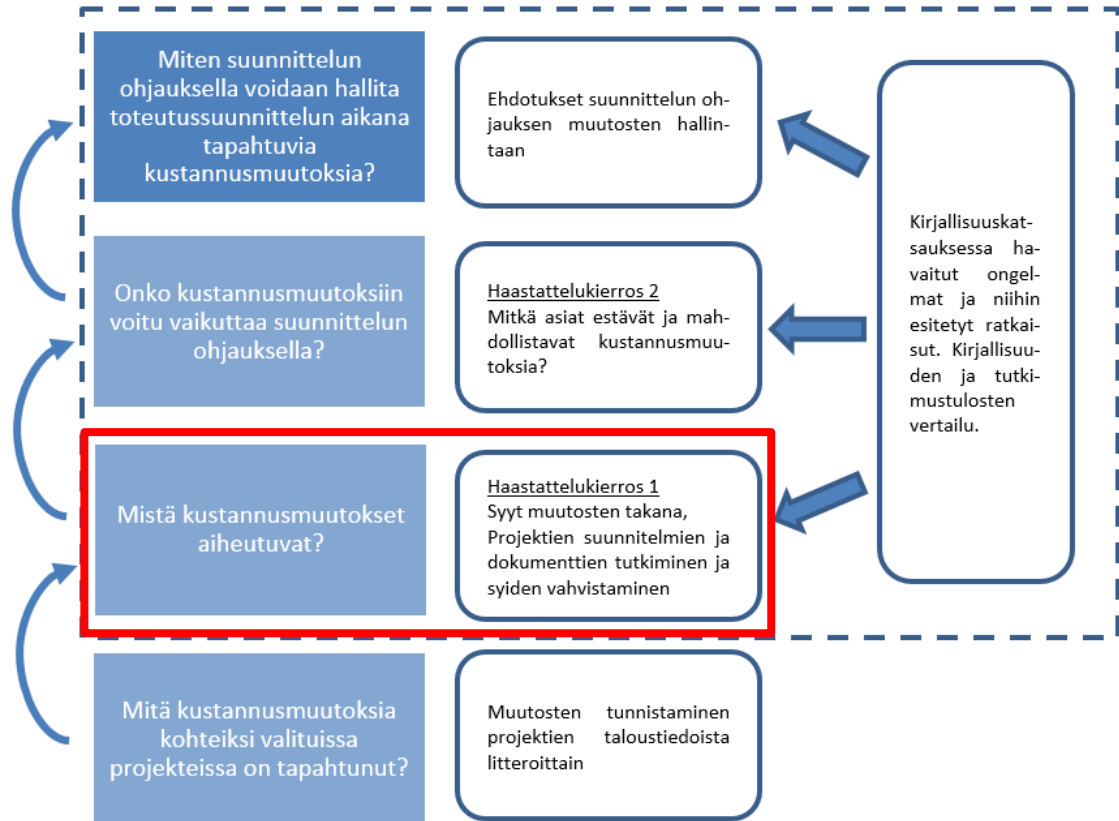 Miten suunnittelun
ohjauksella voidaan hallita
toteutussuunnittelun aikana
tapahtuvia
kustannusmuutoksia?
Ehdotukset suunnittelun oh-
jauksen muutosten hallin-
taan
Onko kustannusmuutoksiin
voitu vaikuttaa suunnittelun
ohjauksella?
Haastattelukierros 2
Mitkä asiat estävät ja mah-
dollistavat kustannusmuu-
toksia?
Kirjallisuuskat-
sauksessa ha-
vaitut ongel-
mat ja niihin
esitetyt ratkai-
sut. Kirjallisuu-
den ja tutki-
mustulosten
vertailu.
Mistä kustannusmuutokset
aiheutuvat?
Haastattelukierros 1
Syyt muutosten takana,
Projektien suunnitelmien ja
dokumenttien tutkiminen ja
syiden vahvistaminen
Mitä kustannusmuutoksia
kohteiksi valituissa
projekteissa on tapahtunut?
Muutosten tunnistaminen
projektien taloustiedoista
litteroittain